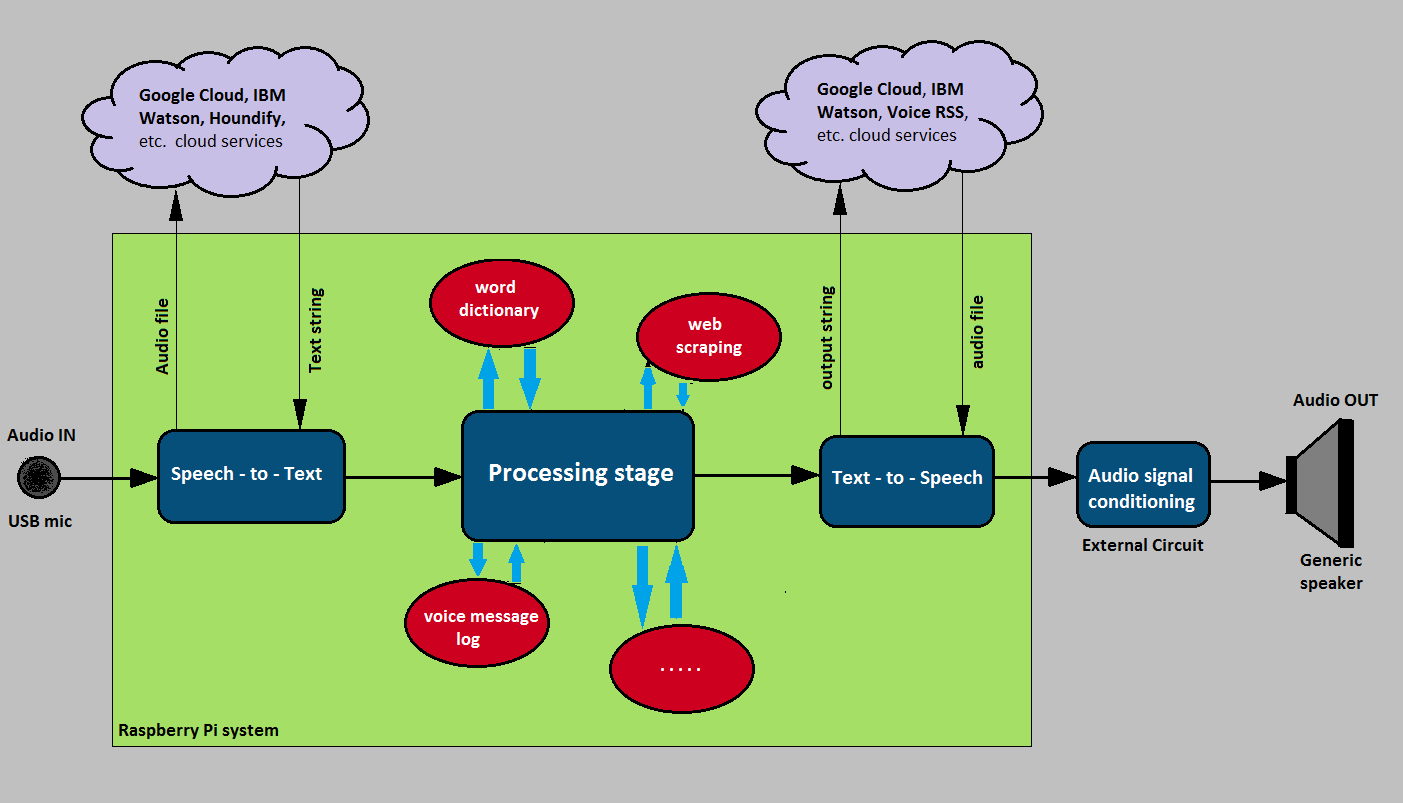 Google Cloud, IBM
Watson, Houndify,
etc. cloud services
Google Cloud, IBM
Watson, Voice RSS,
etc. cloud services
Audio file
Text string
word
dictionary
web
scraping
output string
audio file
Audio IN
USB mic
Speech - to - Text
Processing stage
Text - to - Speech
Audio signal
conditioning
External Circuit
Audio OUT
Generic
speaker
voice message
log
.....
Raspberry Pi system